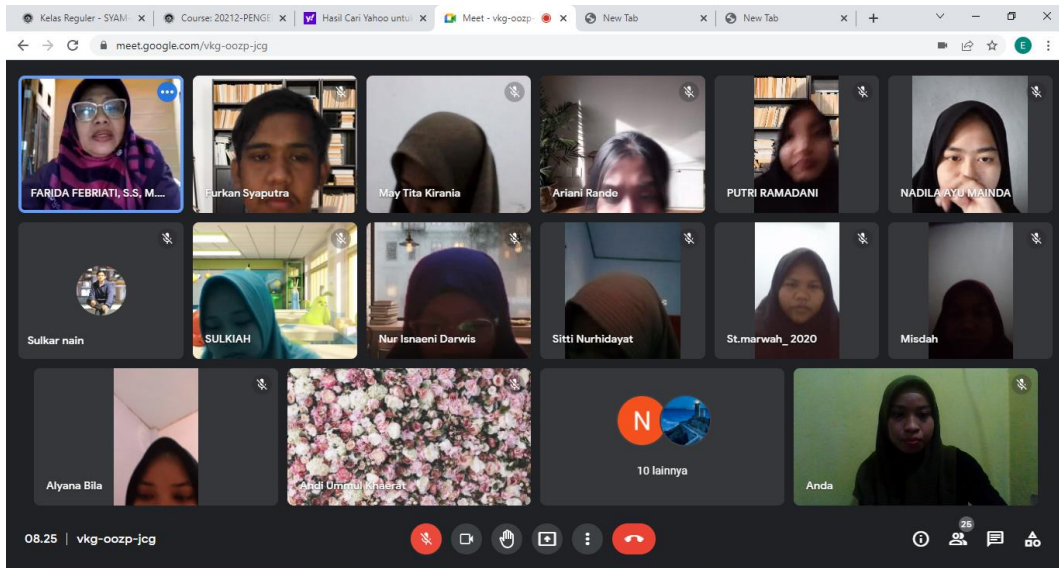 Kelas Reguler - SYAM-
Course: 20212-PENGE
Hasil Cari Yahoo untuk
Meet - vkg-oozp-
New Tab
New Tab
meet.google.com/vkg-oozp-jcg
E
FARIDA FEBRIATI, S.S, M....
Furkan Syaputra
May Tita Kirania
Ariani Rande
PUTRI RAMADANI
NADILA AYU MAINDA
Sulkar nain
SULKIAH
Nur Isnaeni Darwis
Sitti Nurhidayat
St.marwah_ 2020
Misdah
Alyana Bila
Andi Ummul Khaerat
N
10 lainnya
Anda
08.25 | vkg-oozp-jcg
25